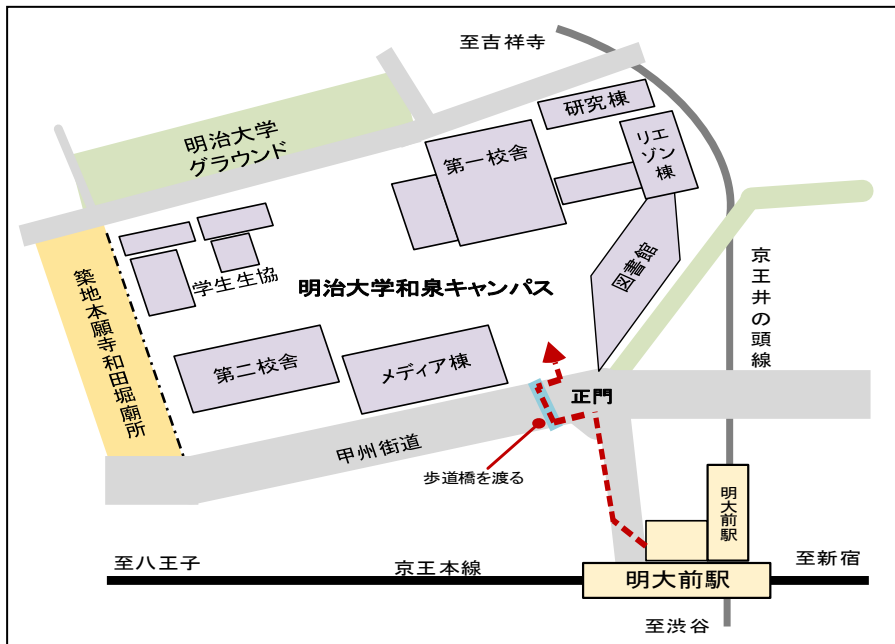 至吉祥寺
研究棟
明治大学
グラウンド
第一校舎
リエ
ゾン
棟
図書館
京王井の頭線
築地本願寺和田堀廟所
学生生協
明治大学和泉キャンパス
第二校舎
メディア棟
正門
甲州街道
歩道橋を渡る
明大前駅
至八王子
京王本線
明大前駅
至新宿
至渋谷